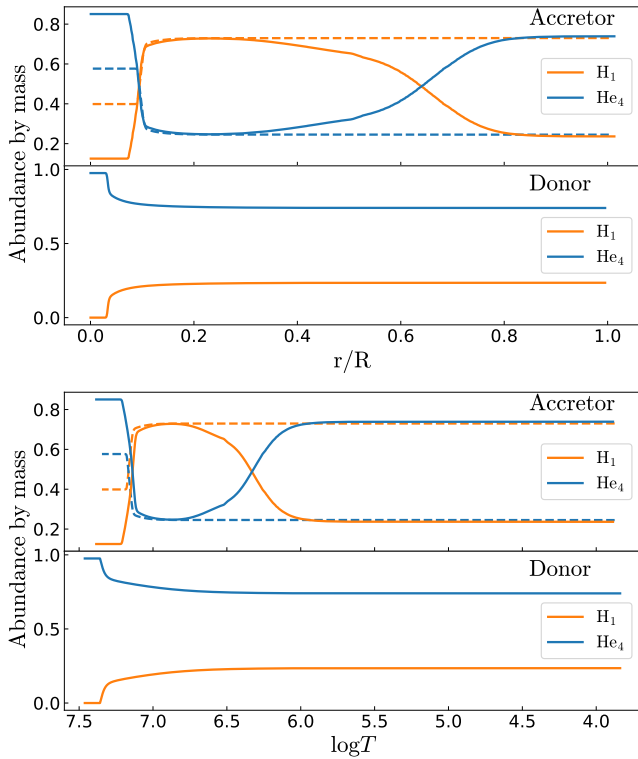 Accretor
0.8
0.6
0.4
0.2
H₁
He₄
Abundance by mass
Donor
1.0
0.5
0.0
H₁
He₄
0.0 0.2 0.4 0.6 0.8 1.0
r/R
Accretor
0.8
0.6
0.4
0.2
H₁
He₄
Abundance by mass
Donor
1.0
0.5
0.0
H₁
He₄
7.5 7.0 6.5 6.0 5.5 5.0 4.5 4.0
logT